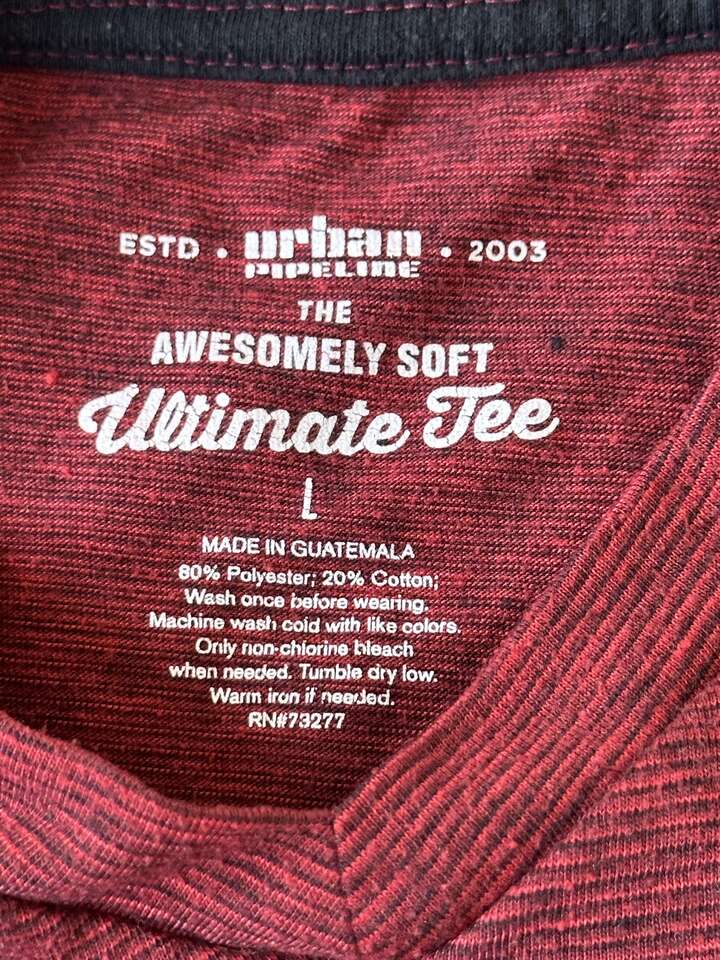 ESTD • urban • 2003
PIPELINE
THE
AWESOMELY SOFT
Ultimate Tee
L
MADE IN GUATEMALA
80% Polyester; 20% Cotton;
Wash once before wearing.
Machine wash cold with like colors.
Only non-chlorine bleach
when needed. Tumble dry low.
Warm iron if needed.
RN#73277